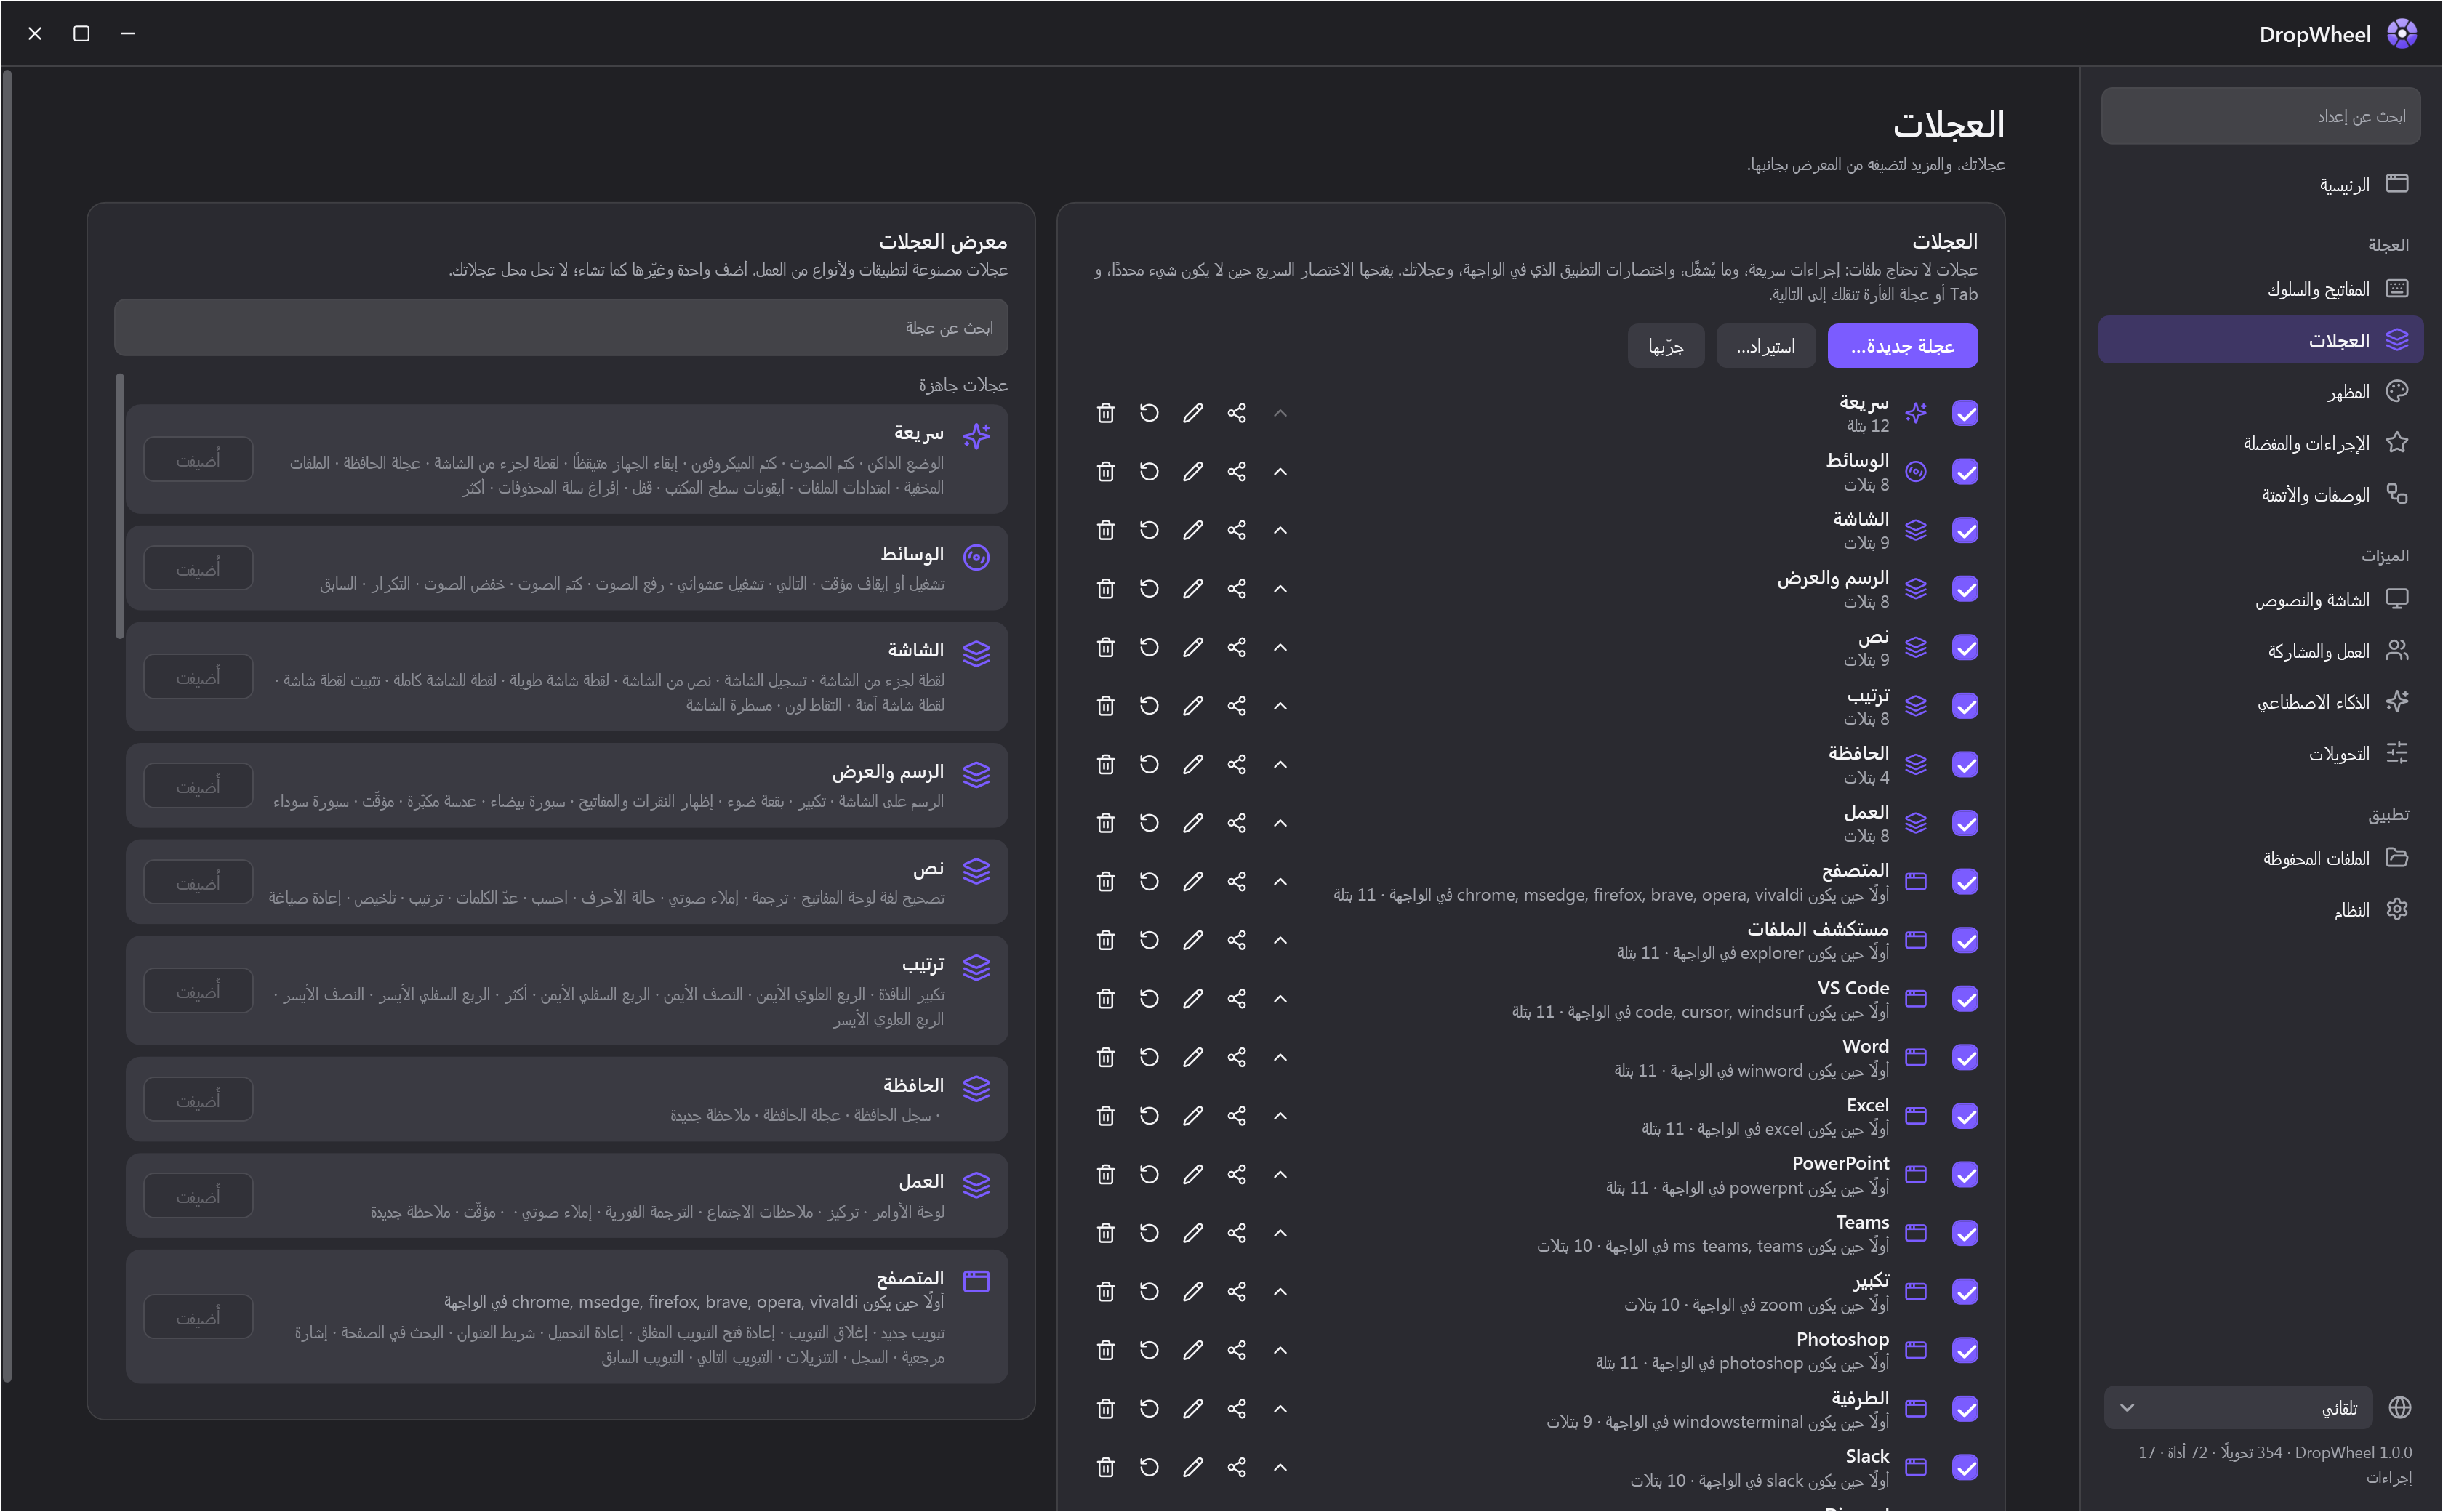 DropWheel
ابحث عن إعداد
الرئيسية
العجلة
المفاتيح والسلوك
العجلات
المظهر
الإجراءات والمفضلة
الوصفات والأتمتة
الميزات
الشاشة والنصوص
العمل والمشاركة
الذكاء الاصطناعي
التحويلات
تطبيق
الملفات المحفوظة
النظام
تلقائي
DropWheel 1.0.0 · 354 تحويلًا · 72 أداة · 17
إجراءات
العجلات
عجلاتك، والمزيد لتضيفه من المعرض بجانبها.
العجلات
عجلات لا تحتاج ملفات: إجراءات سريعة، وما يُشغَّل، واختصارات التطبيق الذي في الواجهة، وعجلاتك. يفتحها الاختصار السريع حين لا يكون شيء محددًا، و
Tab أو عجلة الفأرة تنقلك إلى التالية.
عجلة جديدة...
استيراد...
جرّبها
سريعة
12 بتلة
الوسائط
8 بتلات
الشاشة
9 بتلات
الرسم والعرض
8 بتلات
نص
9 بتلات
ترتيب
8 بتلات
الحافظة
4 بتلات
العمل
8 بتلات
المتصفح
أولًا حين يكون chrome, msedge, firefox, brave, opera, vivaldi في الواجهة · 11 بتلة
مستكشف الملفات
أولًا حين يكون explorer في الواجهة · 11 بتلة
VS Code
أولًا حين يكون code, cursor, windsurf في الواجهة · 11 بتلة
Word
أولًا حين يكون winword في الواجهة · 11 بتلة
Excel
أولًا حين يكون excel في الواجهة · 11 بتلة
PowerPoint
أولًا حين يكون powerpnt في الواجهة · 11 بتلة
Teams
أولًا حين يكون ms-teams, teams في الواجهة · 10 بتلات
تكبير
أولًا حين يكون zoom في الواجهة · 10 بتلات
Photoshop
أولًا حين يكون photoshop في الواجهة · 11 بتلة
الطرفية
أولًا حين يكون windowsterminal في الواجهة · 9 بتلات
Slack
أولًا حين يكون slack في الواجهة · 10 بتلات
معرض العجلات
عجلات مصنوعة لتطبيقات ولأنواع من العمل. أضف واحدة وغيّرها كما تشاء؛ لا تحل محل عجلاتك.
ابحث عن عجلة
عجلات جاهزة
سريعة
الوضع الداكن · كتم الصوت · كتم الميكروفون · إبقاء الجهاز متيقظًا · لقطة لجزء من الشاشة · عجلة الحافظة · الملفات
المخفية · امتدادات الملفات · أيقونات سطح المكتب · قفل · إفراغ سلة المحذوفات · أكثر
أضيفت
الوسائط
تشغيل أو إيقاف مؤقت · التالي · تشغيل عشوائي · رفع الصوت · كتم الصوت · خفض الصوت · التكرار · السابق
أضيفت
الشاشة
لقطة لجزء من الشاشة · تسجيل الشاشة · نص من الشاشة · لقطة شاشة طويلة · لقطة للشاشة كاملة · تثبيت لقطة شاشة ·
لقطة شاشة آمنة · التقاط لون · مسطرة الشاشة
أضيفت
الرسم والعرض
الرسم على الشاشة · تكبير · بقعة ضوء · إظهار النقرات والمفاتيح · سبورة بيضاء · عدسة مكبّرة · مؤقّت · سبورة سوداء
أضيفت
نص
تصحيح لغة لوحة المفاتيح · ترجمة · إملاء صوتي · حالة الأحرف · احسب · عدّ الكلمات · ترتيب · تلخيص · إعادة صياغة
أضيفت
ترتيب
تكبير النافذة · الربع العلوي الأيمن · النصف الأيمن · الربع السفلي الأيمن · أكثر · الربع السفلي الأيسر · النصف الأيسر ·
الربع العلوي الأيسر
أضيفت
الحافظة
· سجل الحافظة · عجلة الحافظة · ملاحظة جديدة
أضيفت
العمل
لوحة الأوامر · تركيز · ملاحظات الاجتماع · الترجمة الفورية · إملاء صوتي · · مؤقّت · ملاحظة جديدة
أضيفت
المتصفح
أولًا حين يكون chrome, msedge, firefox, brave, opera, vivaldi في الواجهة
تبويب جديد · إغلاق التبويب · إعادة فتح التبويب المغلق · إعادة التحميل · شريط العنوان · البحث في الصفحة · إشارة
مرجعية · السجل · التنزيلات · التبويب التالي · التبويب السابق
أضيفت